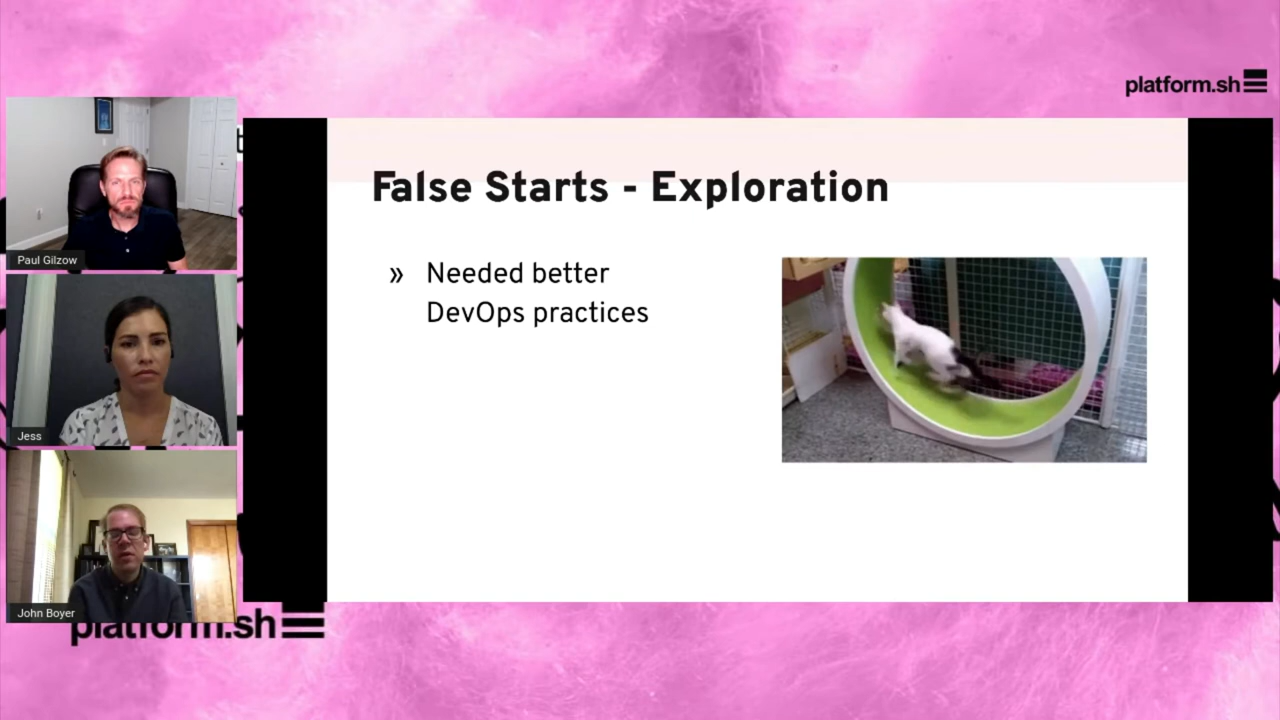 platform.sh
Paul Gilzow
False Starts - Exploration
» Needed better
DevOps practices
Jess
John Boyer
platform.sh